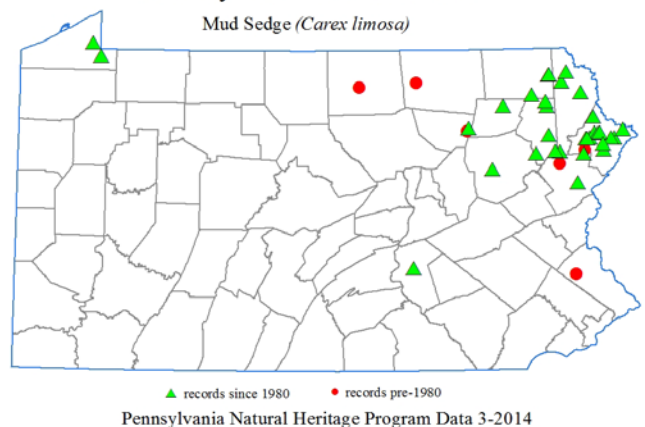 Mud Sedge (Carex limosa)
records since 1980 records pre-1980
Pennsylvania Natural Heritage Program Data 3-2014